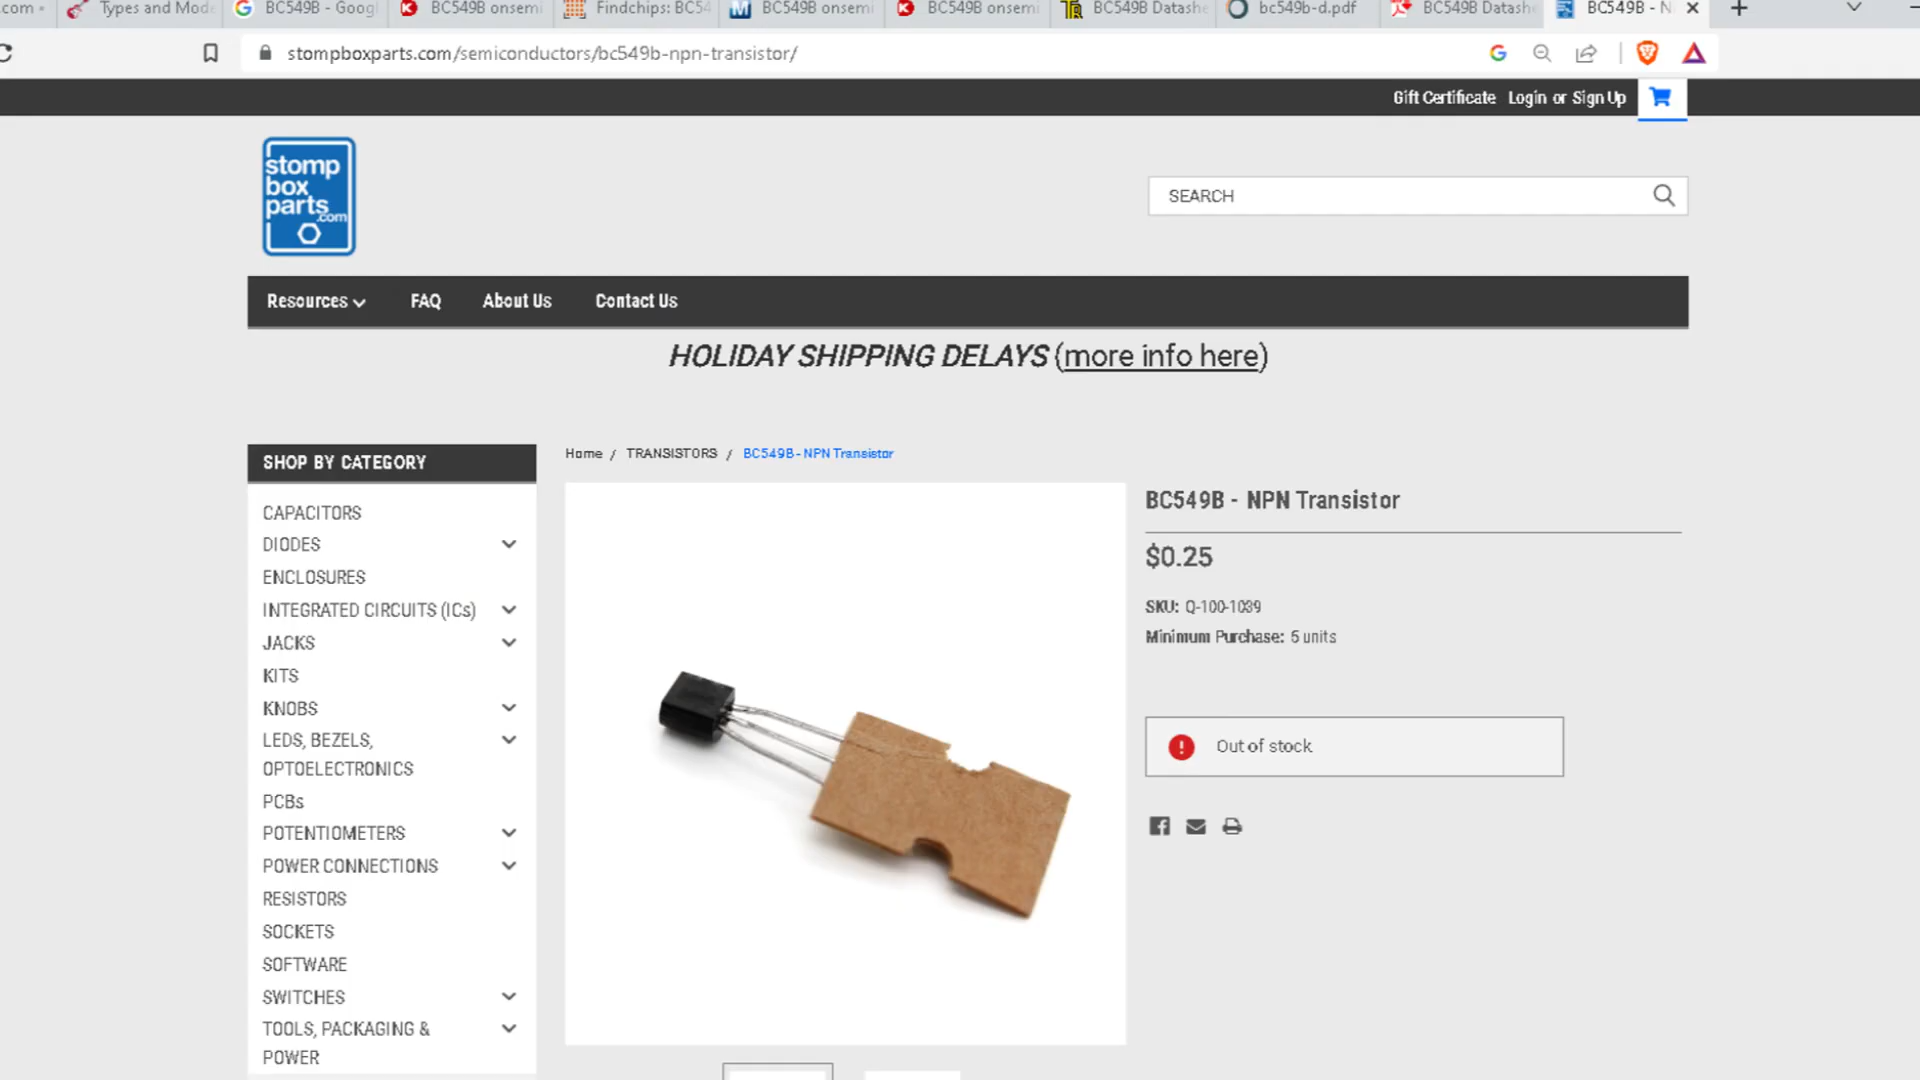 .com
Types and Mode
BC549B - Googl
BC549B onsemi
Findchips: BC54
BC549B onsemi
BC549B onsemi
BC549B Datashe
bc549b-d.pdf
BC549B Datashe
BC549B - N
stompboxparts.com/semiconductors/bc549b-npn-transistor/
Gift Certificate Login or Sign Up
stomp
box
parts
.com
SEARCH
Resources FAQ About Us Contact Us
HOLIDAY SHIPPING DELAYS (more info here)
SHOP BY CATEGORY
CAPACITORS
DIODES
ENCLOSURES
INTEGRATED CIRCUITS (ICs)
JACKS
KITS
KNOBS
LEDS, BEZELS,
OPTOELECTRONICS
PCBs
POTENTIOMETERS
POWER CONNECTIONS
RESISTORS
SOCKETS
SOFTWARE
SWITCHES
TOOLS, PACKAGING &
POWER
Home / TRANSISTORS / BC549B - NPN Transistor
BC549B - NPN Transistor
$0.25
SKU: Q-100-1039
Minimum Purchase: 5 units
Out of stock